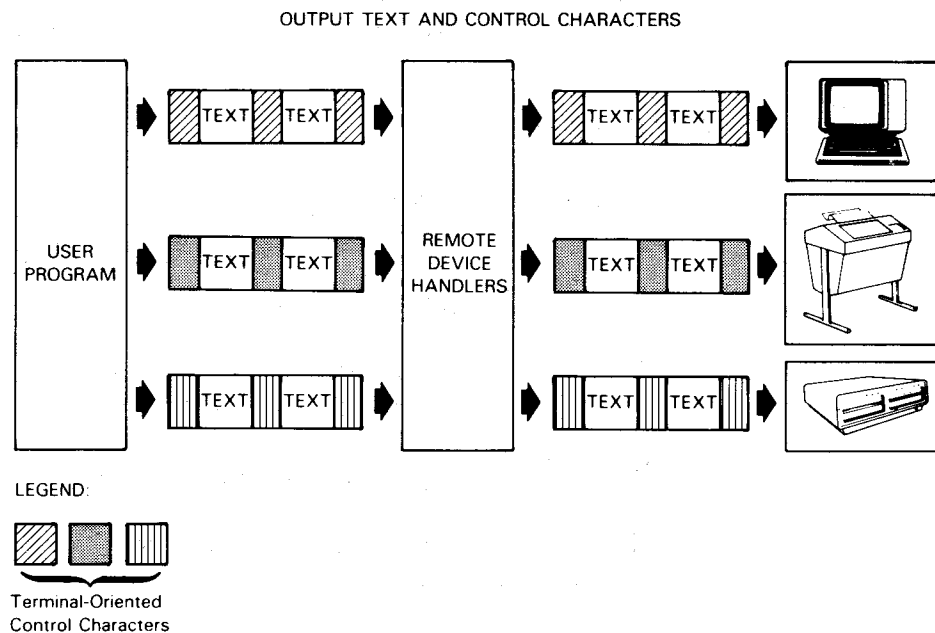 OUTPUT TEXT AND CONTROL CHARACTERS
TEXT TEXT TEXT TEXT
USER
PROGRAM
TEXT TEXT
REMOTE
DEVICE
HANDLERS
TEXT TEXT
TEXT TEXT TEXT TEXT
LEGEND:
Terminal-Oriented
Control Characters